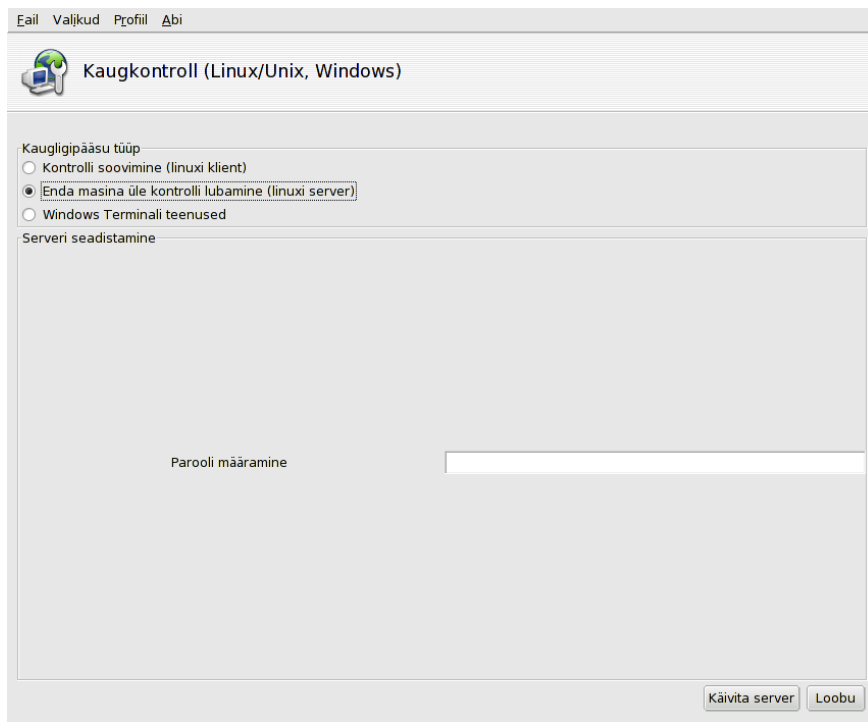 Fail Valikud Profiil Abi
Kaugkontroll (Linux/Unix, Windows)
Kaugligipääsu tüüp
Kontrolli soovimine (linuxi klient)
Enda masina üle kontrolli lubamine (linuxi server)
Windows Terminali teenused
Serveri seadistamine
Parooli määramine
Käivita server Loobu